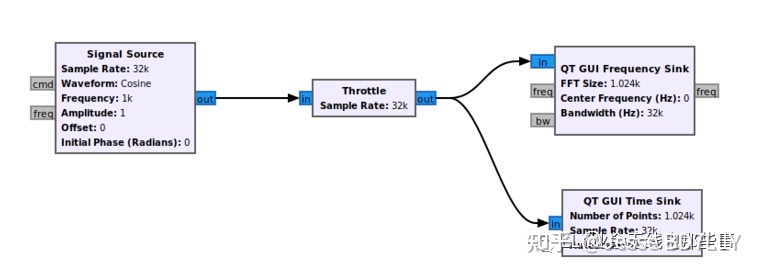 Signal Source
Sample Rate: 32k
Waveform: Cosine
Frequency: 1k
Amplitude: 1
Offset: 0
Initial Phase (Radians): 0
cmd
freq
out
Throttle
Sample Rate: 32k
in
out
QT GUI Frequency Sink
FFT Size: 1.024k
Center Frequency (Hz): 0
Bandwidth (Hz): 32k
in
freq
bw
freq
QT GUI Time Sink
Number of Points: 1.024k
Sample Rate: 32k
in
知乎